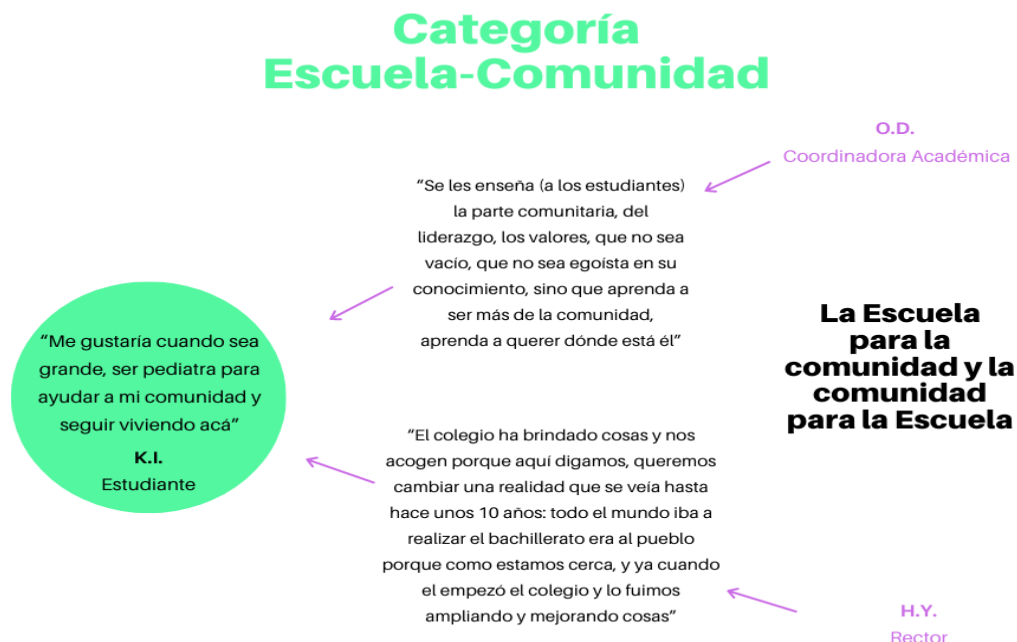 Categoría
Escuela-Comunidad
O.D.
Coordinadora Académica
“Se les enseña (a los estudiantes)
la parte comunitaria, del
liderazgo, los valores, que no sea
vacío, que no sea egoísta en su
conocimiento, sino que aprenda a
ser más de la comunidad,
aprenda a querer dónde está él”
“Me gustaría cuando sea
grande, ser pediatra para
ayudar a mi comunidad y
seguir viviendo acá”
K.I.
Estudiante
La Escuela
para la
comunidad y la
comunidad
para la Escuela
“El colegio ha brindado cosas y nos
acogen porque aquí digamos, queremos
cambiar una realidad que se veía hasta
hace unos 10 años: todo el mundo iba a
realizar el bachillerato era al pueblo
porque como estamos cerca, y ya cuando
el empezó el colegio y lo fuimos
ampliando y mejorando cosas”
H.Y.
Rector